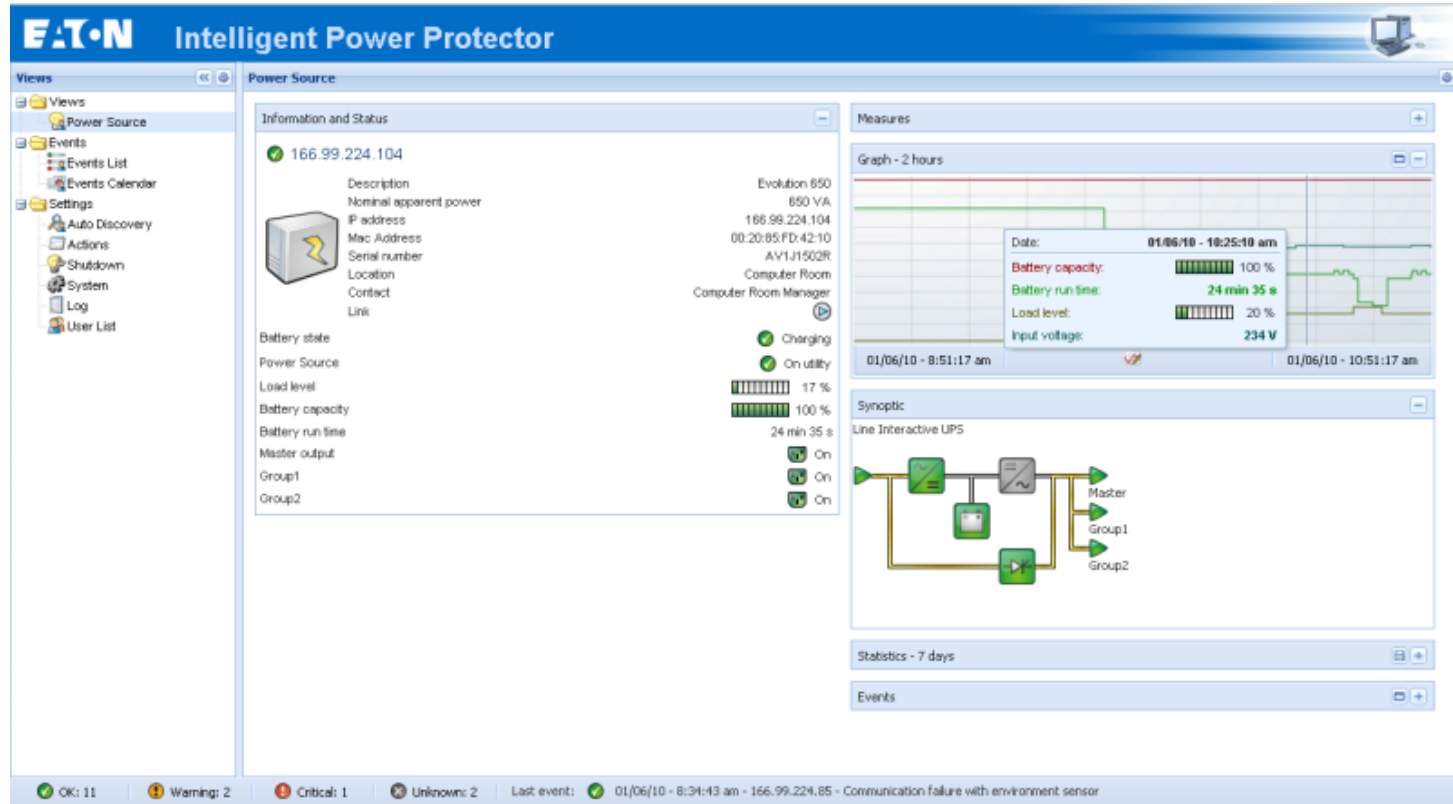 EATON Intelligent Power Protector
Views
Power Source
Views
Power Source
Events
Events List
Events Calendar
Settings
Auto Discovery
Actions
Shutdown
System
Log
User List
Information and Status
166.99.224.104
Description Evolution 650
Nominal apparent power 650 VA
IP address 166.99.224.104
Mac Address 00:20:85:FD:42:10
Serial number AV1J1502R
Location Computer Room
Contact Computer Room Manager
Link
Battery state Charging
Power Source On utility
Load level 17 %
Battery capacity 100 %
Battery run time 24 min 35 s
Master output On
Group1 On
Group2 On
Measures
Graph - 2 hours
Date: 01/06/10 - 10:25:10 am
Battery capacity: 100 %
Battery run time: 24 min 35 s
Load level: 20 %
Input voltage: 234 V
01/06/10 - 8:51:17 am 01/06/10 - 10:51:17 am
Synoptic
Line Interactive UPS
Master
Group1
Group2
Statistics - 7 days
Events
OK: 11 Warning: 2 Critical: 1 Unknown: 2 Last event: 01/06/10 - 8:34:43 am - 166.99.224.85 - Communication failure with environment sensor